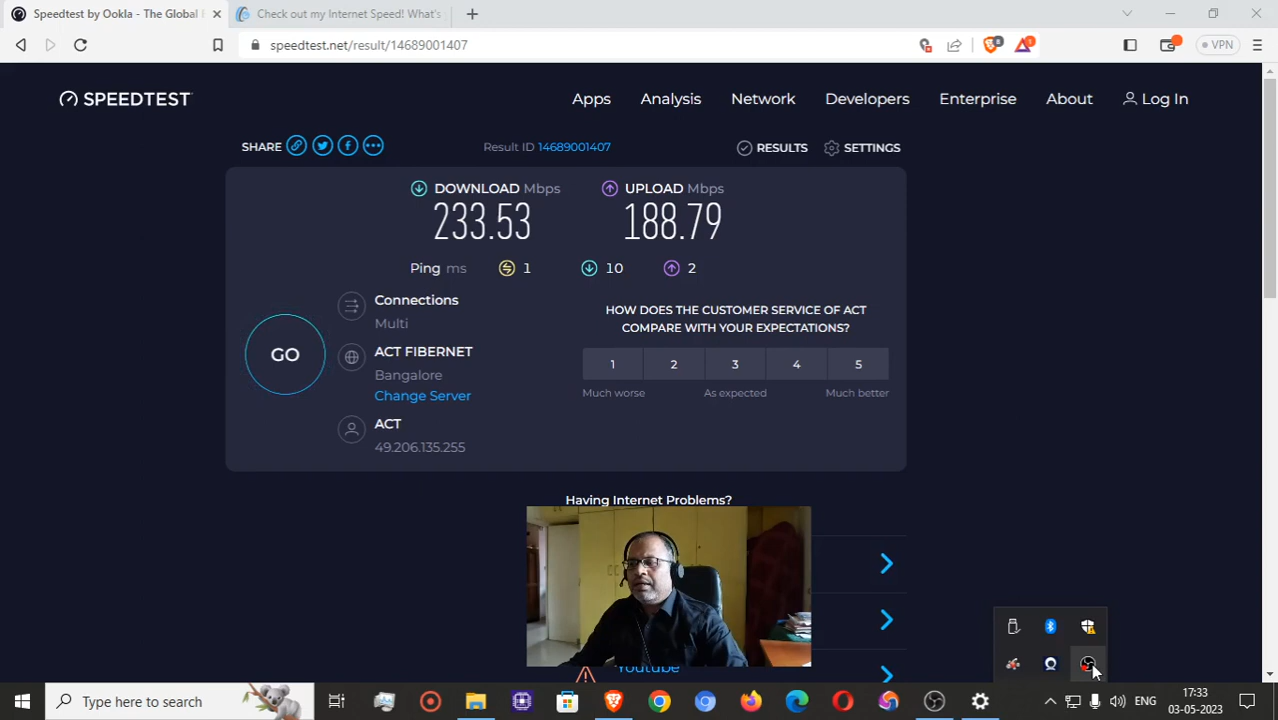 Speedtest by Ookla - The Global
Check out my Internet Speed! What's
speedtest.net/result/14689001407
8
1
VPN
SPEEDTEST
Apps
Analysis
Network
Developers
Enterprise
About
Log In
SHARE
Result ID 14689001407
RESULTS
SETTINGS
DOWNLOAD Mbps
UPLOAD Mbps
233.53
188.79
Ping ms
1
10
2
GO
Connections
Multi
ACT FIBERNET
Bangalore
Change Server
ACT
49.206.135.255
HOW DOES THE CUSTOMER SERVICE OF ACT
COMPARE WITH YOUR EXPECTATIONS?
1
2
3
4
5
Much worse
As expected
Much better
Having Internet Problems?
Youtube
Type here to search
ENG
17:33
03-05-2023